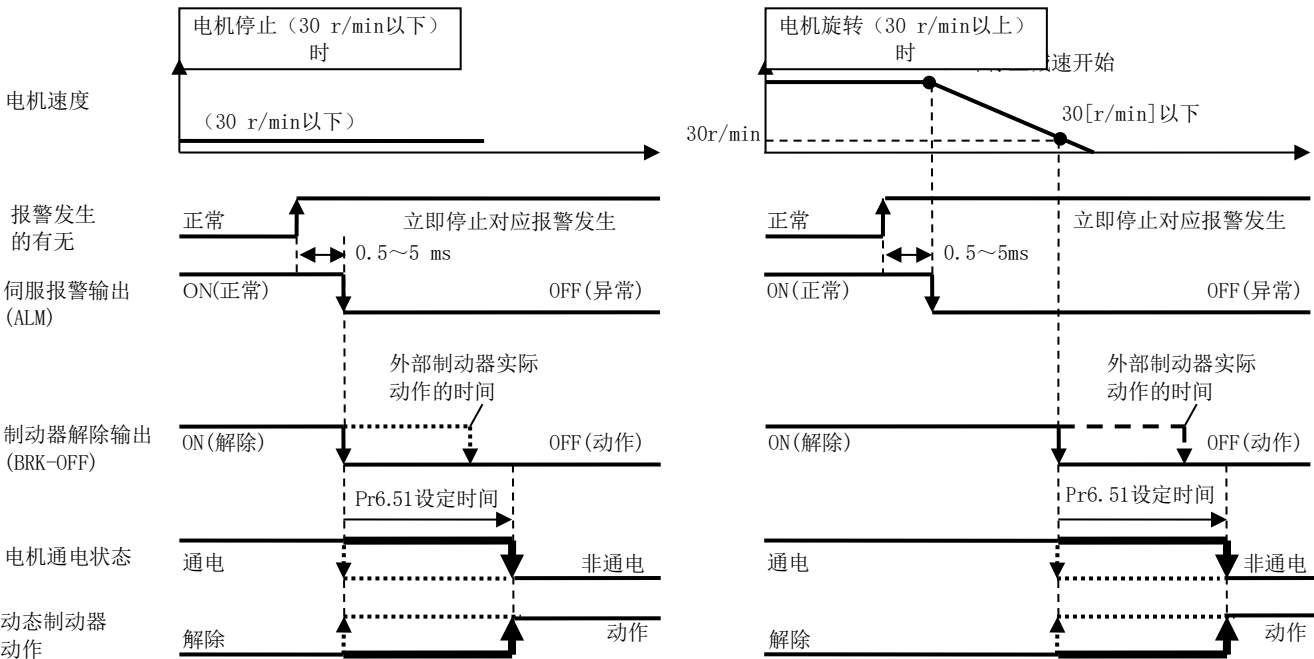 电机停止（30 r/min以下）
时
电机速度
（30 r/min以下）
报警发生
的有无
正常
立即停止对应报警发生
0.5～5 ms
伺服报警输出
(ALM)
ON(正常)
OFF(异常)
外部制动器实际
动作的时间
制动器解除输出
(BRK-OFF)
ON(解除)
OFF(动作)
Pr6.51设定时间
电机通电状态
通电
非通电
动态制动器
动作
解除
动作
电机旋转（30 r/min以上）
时
减速开始
30[r/min]以下
30r/min
正常
立即停止对应报警发生
0.5～5ms
ON(正常)
OFF(异常)
外部制动器实际
动作的时间
ON(解除)
OFF(动作)
Pr6.51设定时间
通电
非通电
解除
动作